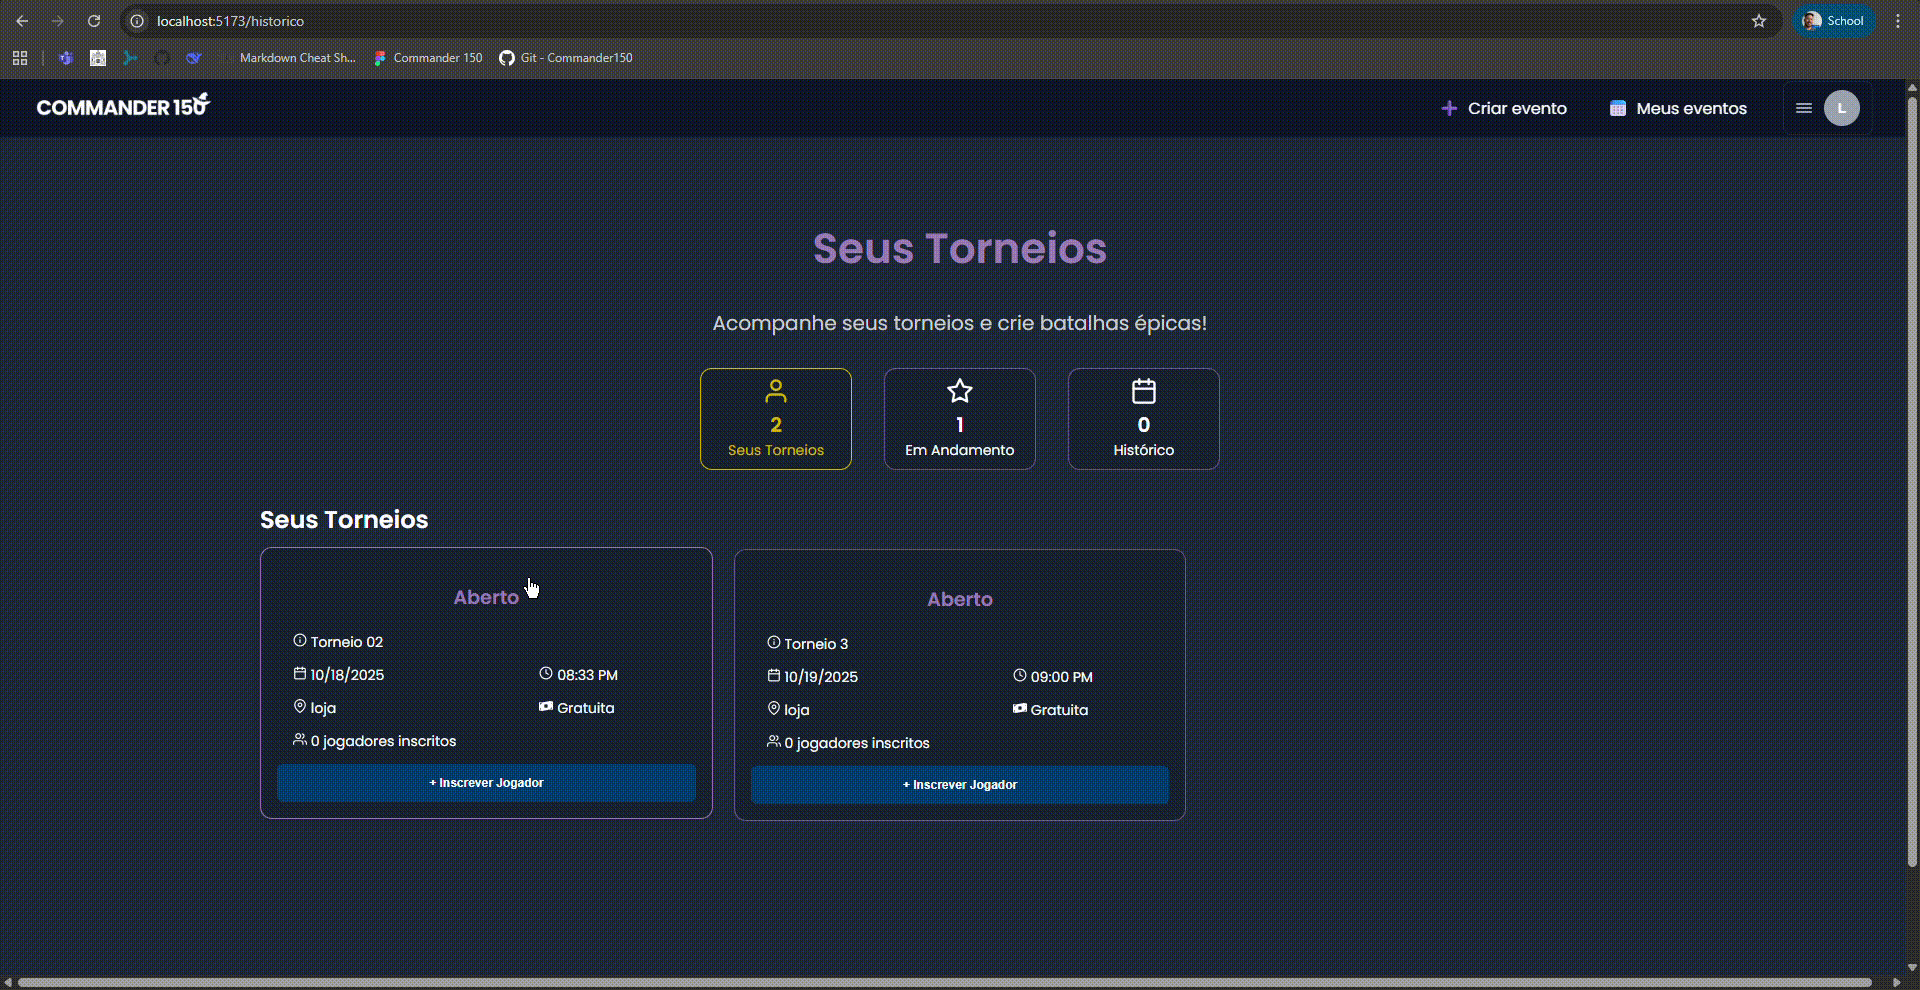 localhost:5173/historico
School
Markdown Cheat Sh...
Commander 150
Git - Commander150
COMMANDER 150
Criar evento
Meus eventos
L
Seus Torneios
Acompanhe seus torneios e crie batalhas épicas!
2
Seus Torneios
1
Em Andamento
0
Histórico
Seus Torneios
Aberto
Torneio 02
10/18/2025
08:33 PM
loja
Gratuita
0 jogadores inscritos
+ Inscrever Jogador
Aberto
Torneio 3
10/19/2025
09:00 PM
loja
Gratuita
0 jogadores inscritos
+ Inscrever Jogador